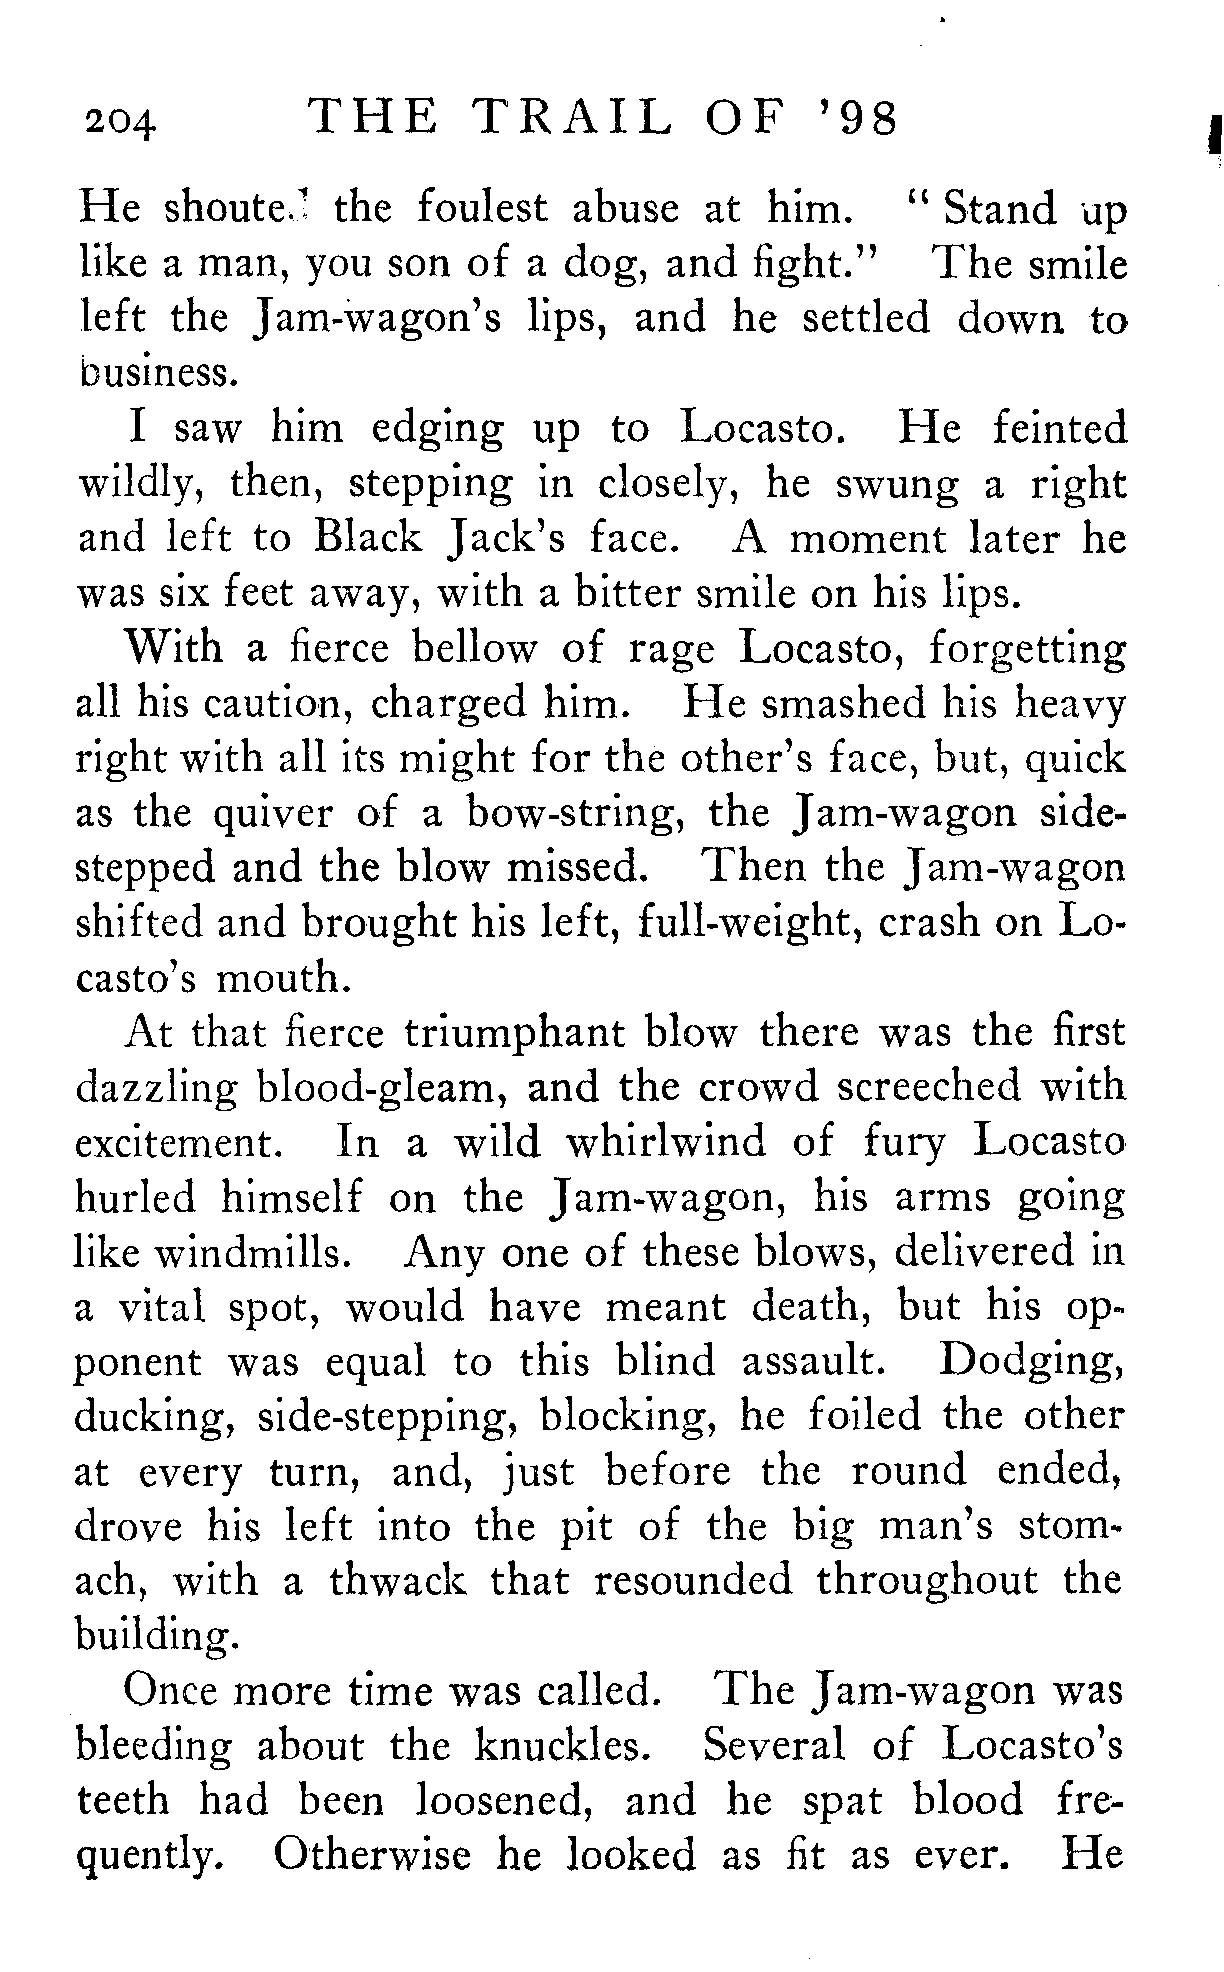 204 THE TRAIL OF '98
He shouted the foulest abuse at him. "Stand up
like a man, you son of a dog, and fight." The smile
left the Jam-wagon's lips, and he settled down to
business.
I saw him edging up to Locasto. He feinted
wildly, then, stepping in closely, he swung a right
and left to Black Jack's face. A moment later he
was six feet away, with a bitter smile on his lips.
With a fierce bellow of rage Locasto, forgetting
all his caution, charged him. He smashed his heavy
right with all its might for the other's face, but, quick
as the quiver of a bow-string, the Jam-wagon side-
stepped and the blow missed. Then the Jam-wagon
shifted and brought his left, full-weight, crash on Lo-
casto's mouth.
At that fierce triumphant blow there was the first
dazzling blood-gleam, and the crowd screeched with
excitement. In a wild whirlwind of fury Locasto
hurled himself on the Jam-wagon, his arms going
like windmills. Any one of these blows, delivered in
a vital spot, would have meant death, but his op-
ponent was equal to this blind assault. Dodging,
ducking, side-stepping, blocking, he foiled the other
at every turn, and, just before the round ended,
drove his left into the pit of the big man's stom-
ach, with a thwack that resounded throughout the
building.
Once more time was called. The Jam-wagon was
bleeding about the knuckles. Several of Locasto's
teeth had been loosened, and he spat blood fre-
quently. Otherwise he looked as fit as ever. He